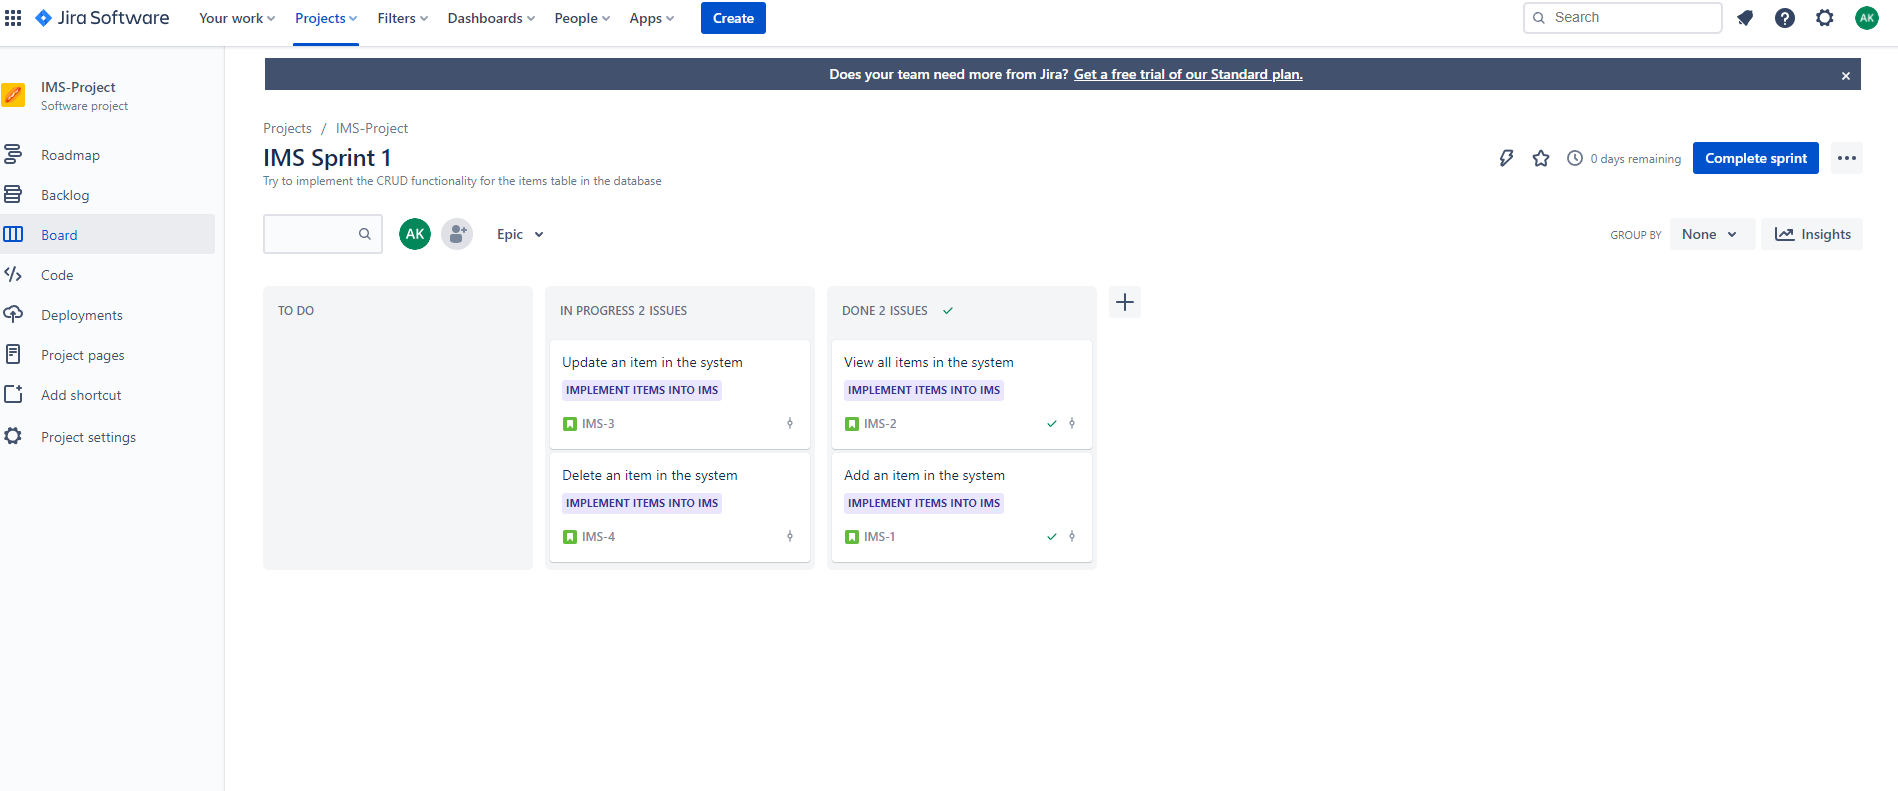 Jira Software Your work Projects Filters Dashboards People Apps Create Search AK
Does your team need more from Jira? Get a free trial of our Standard plan.
IMS-Project
Software project
Roadmap
Backlog
Board
Code
Deployments
Project pages
Add shortcut
Project settings
Projects / IMS-Project
IMS Sprint 1
0 days remaining Complete sprint
Try to implement the CRUD functionality for the items table in the database
AK Epic GROUP BY None Insights
TO DO
IN PROGRESS 2 ISSUES
Update an item in the system
IMPLEMENT ITEMS INTO IMS
IMS-3
Delete an item in the system
IMPLEMENT ITEMS INTO IMS
IMS-4
DONE 2 ISSUES
View all items in the system
IMPLEMENT ITEMS INTO IMS
IMS-2
Add an item in the system
IMPLEMENT ITEMS INTO IMS
IMS-1